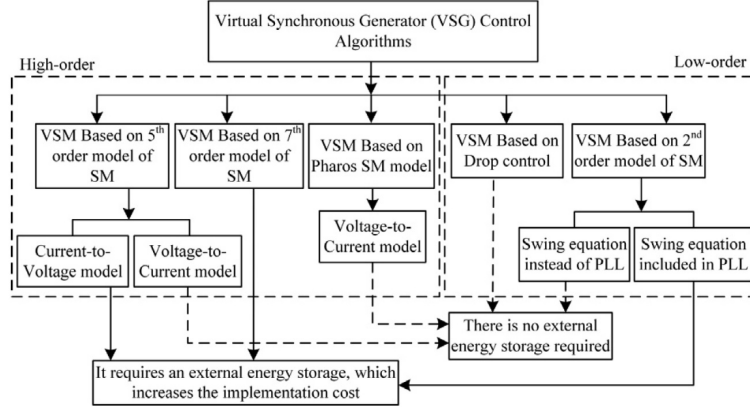 Virtual Synchronous Generator (VSG) Control
Algorithms
High-order
Low-order
VSM Based on 5th
order model of
SM
VSM Based on 7th
order model of
SM
VSM Based on
Pharos SM model
VSM Based on
Drop control
VSM Based on 2nd
order model of SM
Current-to-
Voltage model
Voltage-to-
Current model
Voltage-to-
Current model
Swing equation
instead of PLL
Swing equation
included in PLL
There is no external
energy storage required
It requires an external energy storage, which
increases the implementation cost